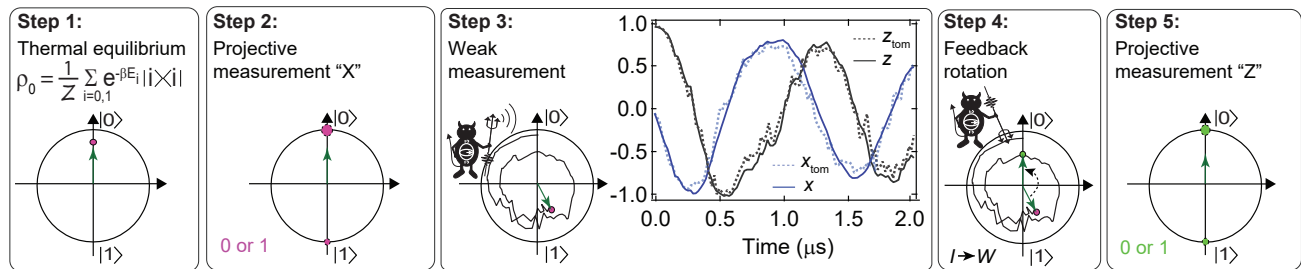 Step 1:
Thermal equilibrium
ρ₀ = 1/Z Σ e^-βEᵢ |i⟩⟨i|
i=0,1
|0⟩
|1⟩
Step 2:
Projective
measurement “X”
|0⟩
|1⟩
0 or 1
Step 3:
Weak
measurement
1.0
0.5
0.0
-0.5
-1.0
z_tom
z
x_tom
x
0.0 0.5 1.0 1.5 2.0
Time (μs)
Step 4:
Feedback
rotation
|0⟩
|1⟩
I→W
Step 5:
Projective
measurement “Z”
|0⟩
|1⟩
0 or 1